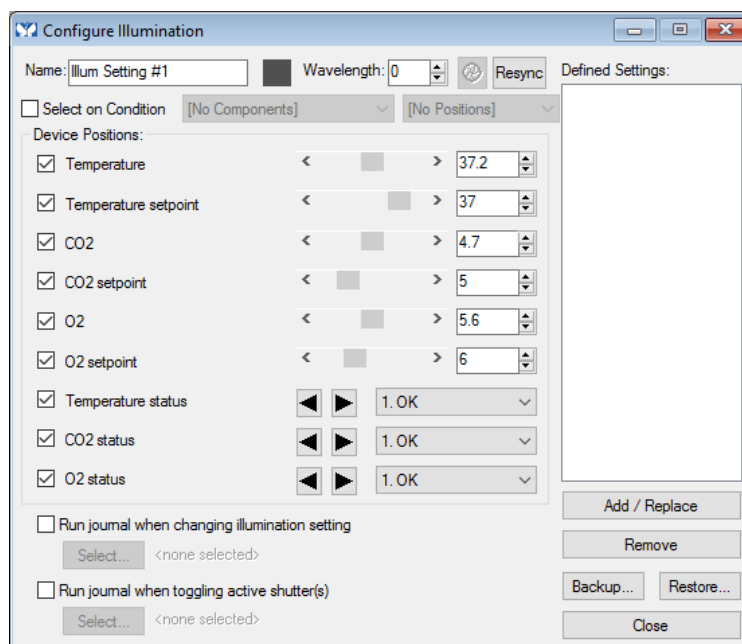 Configure Illumination
Name: Illum Setting #1 Wavelength: 0 Resync Defined Settings:
Select on Condition [No Components] [No Positions]
Device Positions:
Temperature 37.2
Temperature setpoint 37
CO2 4.7
CO2 setpoint 5
O2 5.6
O2 setpoint 6
Temperature status 1. OK
CO2 status 1. OK
O2 status 1. OK
Add / Replace
Run journal when changing illumination setting
Remove
Select... <none selected>
Backup... Restore...
Run journal when toggling active shutter(s)
Select... <none selected>
Close